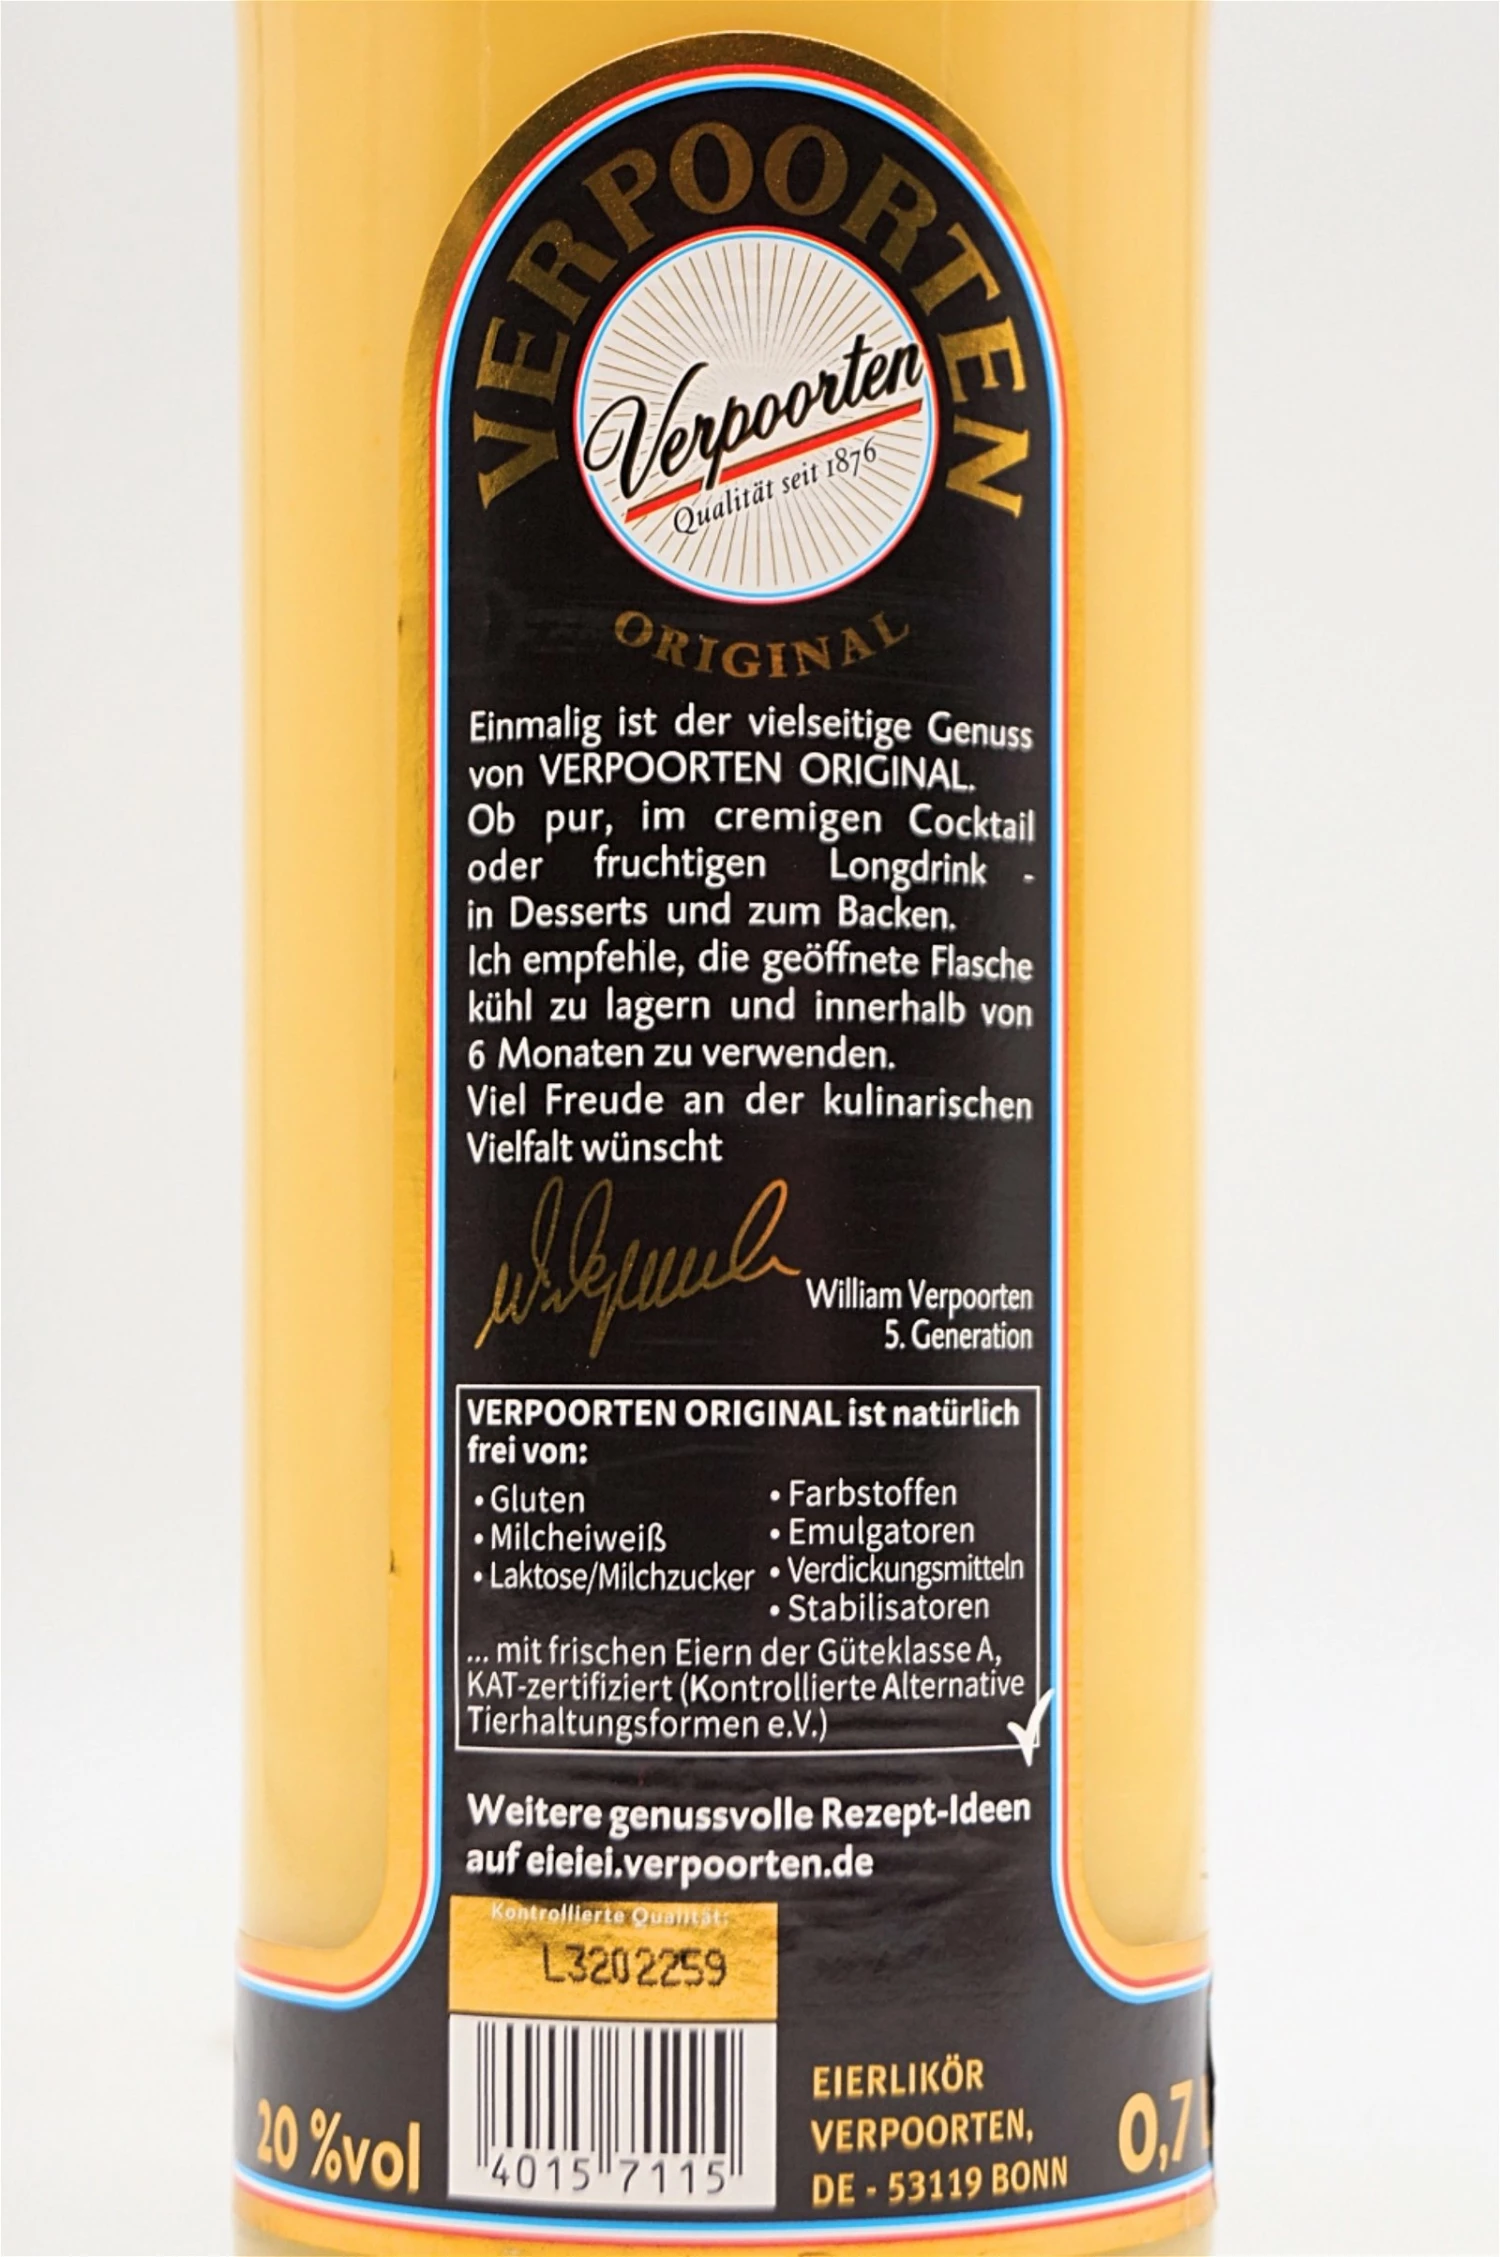 VERPOORTEN
Verpoorten
Qualität seit 1876
ORIGINAL
Einmalig ist der vielseitige Genuss
von VERPOORTEN ORIGINAL.
Ob pur, im cremigen Cocktail
oder fruchtigen Longdrink -
in Desserts und zum Backen.
Ich empfehle, die geöffnete Flasche
kühl zu lagern und innerhalb von
6 Monaten zu verwenden.
Viel Freude an der kulinarischen
Vielfalt wünscht
William Verpoorten
5. Generation
VERPOORTEN ORIGINAL ist natürlich
frei von:
• Gluten
• Milcheiweiß
• Laktose/Milchzucker
• Farbstoffen
• Emulgatoren
• Verdickungsmitteln
• Stabilisatoren
... mit frischen Eiern der Güteklasse A,
KAT-zertifiziert (Kontrollierte Alternative
Tierhaltungsformen e.V.)
Weitere genussvolle Rezept-Ideen
auf eieiei.verpoorten.de
Kontrollierte Qualität:
L3202259
4015 7115
20 %vol
EIERLIKÖR
VERPOORTEN,
DE - 53119 BONN
0,7